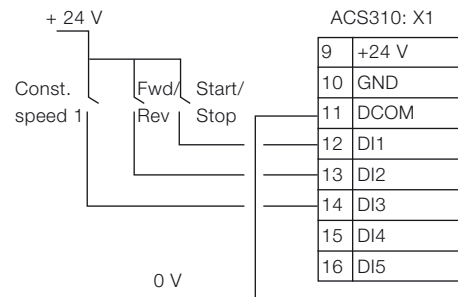 + 24 V
ACS310: X1
9 +24 V
10 GND
11 DCOM
12 DI1
13 DI2
14 DI3
15 DI4
16 DI5
Const. speed 1
Fwd/ Rev
Start/ Stop
0 V